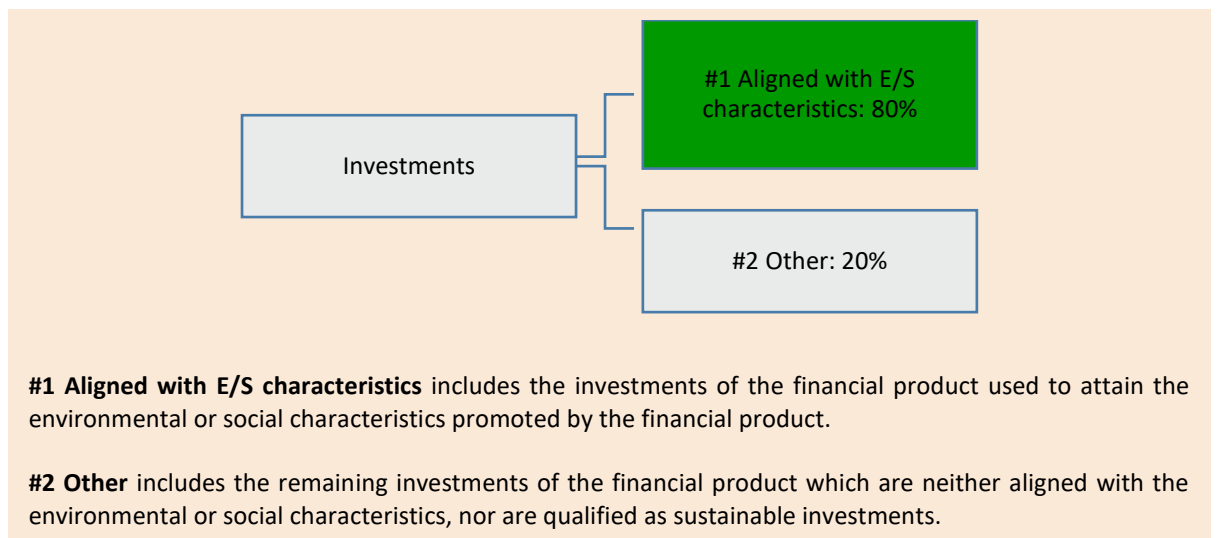 #1 Aligned with E/S
characteristics: 80%
Investments
#2 Other: 20%
#1 Aligned with E/S characteristics includes the investments of the financial product used to attain the
environmental or social characteristics promoted by the financial product.
#2 Other includes the remaining investments of the financial product which are neither aligned with the
environmental or social characteristics, nor are qualified as sustainable investments.